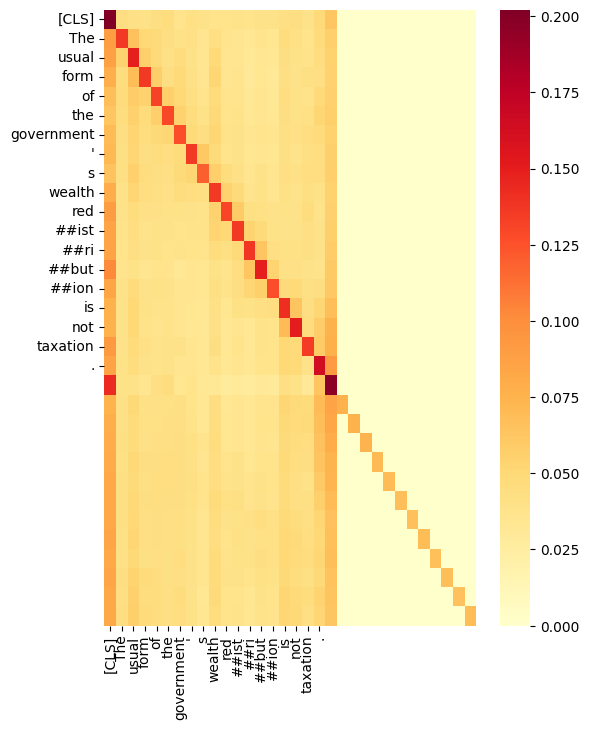 [CLS]
The
usual
form
of
the
government
'
s
wealth
red
##ist
##ri
##but
##ion
is
not
taxation
.
[CLS]
The
usual
form
of
the
government
'
s
wealth
red
##ist
##ri
##but
##ion
is
not
taxation
.
0.200
0.175
0.150
0.125
0.100
0.075
0.050
0.025
0.000